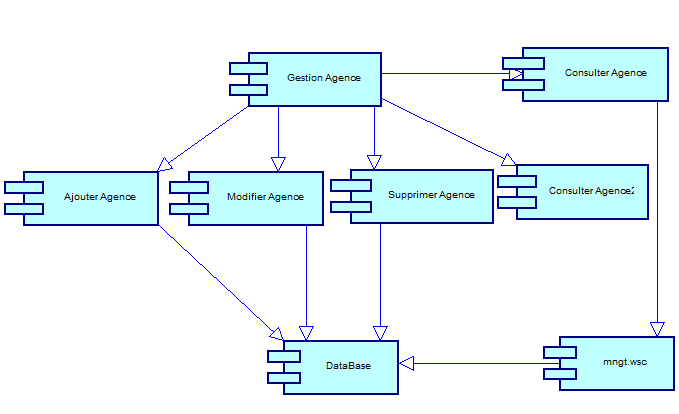 Gestion Agence
Consulter Agence
Ajouter Agence
Modifier Agence
Supprimer Agence
Consulter Agence2
DataBase
mngt.wsc